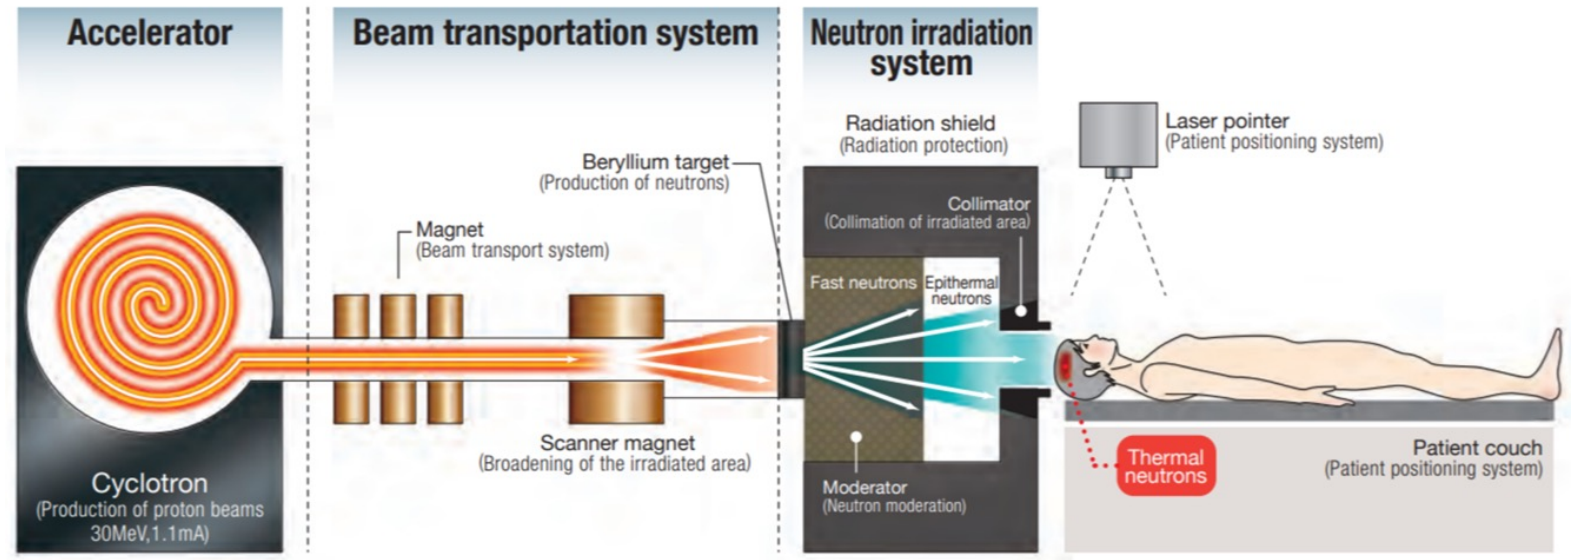 Accelerator
Beam transportation system
Neutron irradiation
system
Radiation shield
(Radiation protection)
Laser pointer
(Patient positioning system)
Beryllium target
(Production of neutrons)
Collimator
(Collimation of irradiated area)
Magnet
(Beam transport system)
Fast neutrons
Epithermal
neutrons
Scanner magnet
(Broadening of the irradiated area)
Cyclotron
(Production of proton beams
30MeV,1.1mA)
Moderator
(Neutron moderation)
Thermal
neutrons
Patient couch
(Patient positioning system)